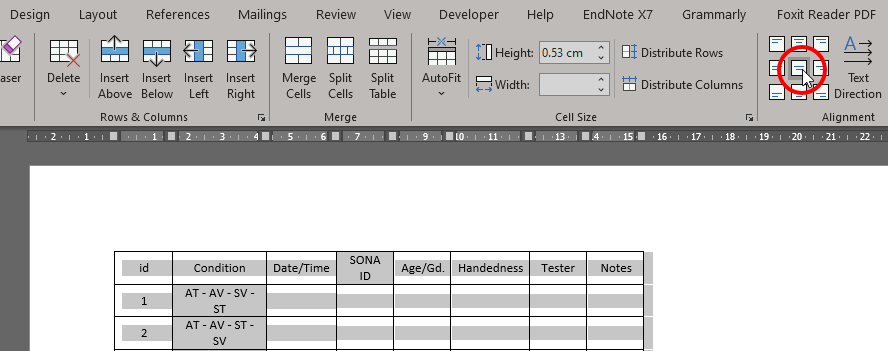 Design Layout References Mailings Review View Developer Help EndNote X7 Grammarly Foxit Reader PDF
aser
Delete
Insert Above
Insert Below
Insert Left
Insert Right
Rows & Columns
Merge Cells
Split Cells
Split Table
Merge
AutoFit
Height: 0.53 cm
Width:
Distribute Rows
Distribute Columns
Cell Size
Text Direction
Alignment
2 1 1 2 3 4 5 6 7 8 9 10 11 12 13 14 15 16 17 18 19 20 21 22
id Condition Date/Time SONA ID Age/Gd. Handedness Tester Notes
1 AT - AV - SV -
ST
2 AT - AV - ST -
SV